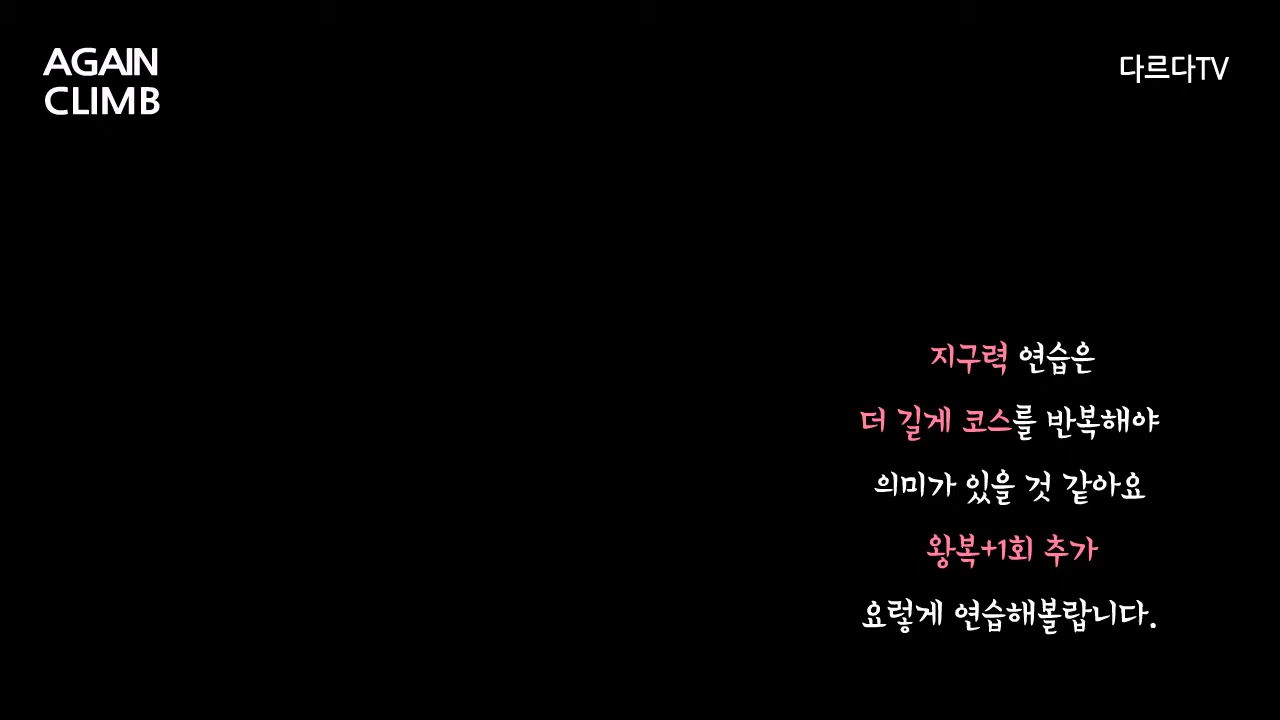 AGAIN
CLIMB
다르다TV
지구력 연습은
더 길게 코스를 반복해야
의미가 있을 것 같아요
왕복+1회 추가
요렇게 연습해볼랍니다.